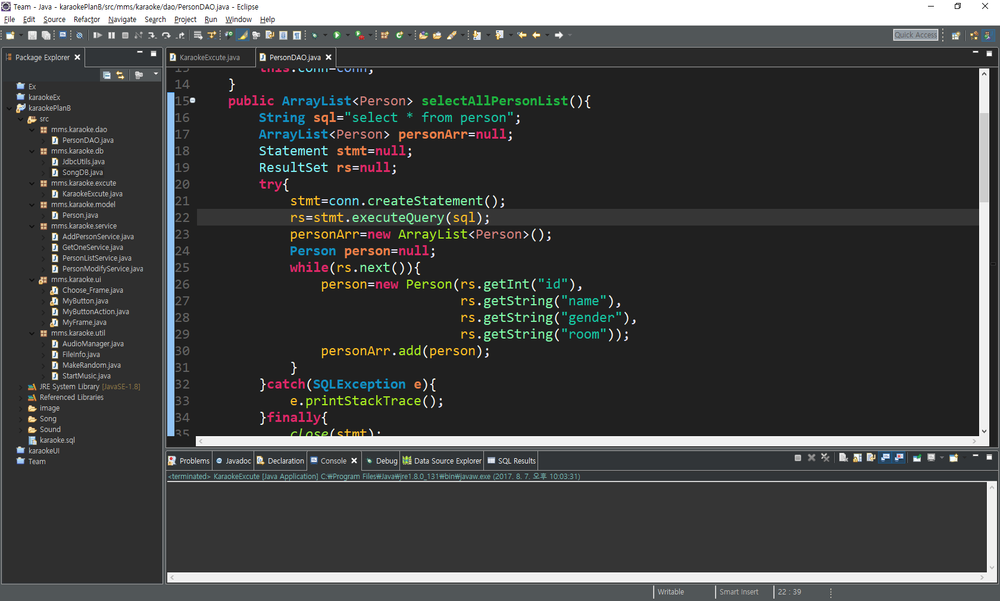 Team - Java - karaokePlanB/src/mms/karaoke/dao/PersonDAO.java - Eclipse
File Edit Source Refactor Navigate Search Project Run Window Help
Quick Access
Package Explorer
Ex
karaokeEx
karaokePlanB
src
mms.karaoke.dao
PersonDAO.java
mms.karaoke.db
JdbcUtils.java
SongDB.java
mms.karaoke.excute
KaraokeExcute.java
mms.karaoke.model
Person.java
mms.karaoke.service
AddPersonService.java
GetOneService.java
PersonListService.java
PersonModifyService.java
mms.karaoke.ui
Choose_Frame.java
MyButton.java
MyButtonAction.java
MyFrame.java
mms.karaoke.util
AudioManager.java
FileInfo.java
MakeRandom.java
StartMusic.java
JRE System Library [JavaSE-1.8]
Referenced Libraries
image
Song
Sound
karaoke.sql
karaokeUI
Team
KaraokeExcute.java PersonDAO.java
13 this.conn=conn;
14 }
15 public ArrayList<Person> selectAllPersonList(){
16 String sql="select * from person";
17 ArrayList<Person> personArr=null;
18 Statement stmt=null;
19 ResultSet rs=null;
20 try{
21 stmt=conn.createStatement();
22 rs=stmt.executeQuery(sql);
23 personArr=new ArrayList<Person>();
24 Person person=null;
25 while(rs.next()){
26 person=new Person(rs.getInt("id"),
27 rs.getString("name"),
28 rs.getString("gender"),
29 rs.getString("room"));
30 personArr.add(person);
31 }
32 }catch(SQLException e){
33 e.printStackTrace();
34 }finally{
35 close(stmt);
Problems Javadoc Declaration Console Debug Data Source Explorer SQL Results
<terminated> KaraokeExcute [Java Application] C:₩Program Files₩Java₩jre1.8.0_131₩bin₩javaw.exe (2017. 8. 7. 오후 10:03:31)
Writable Smart Insert 22 : 39